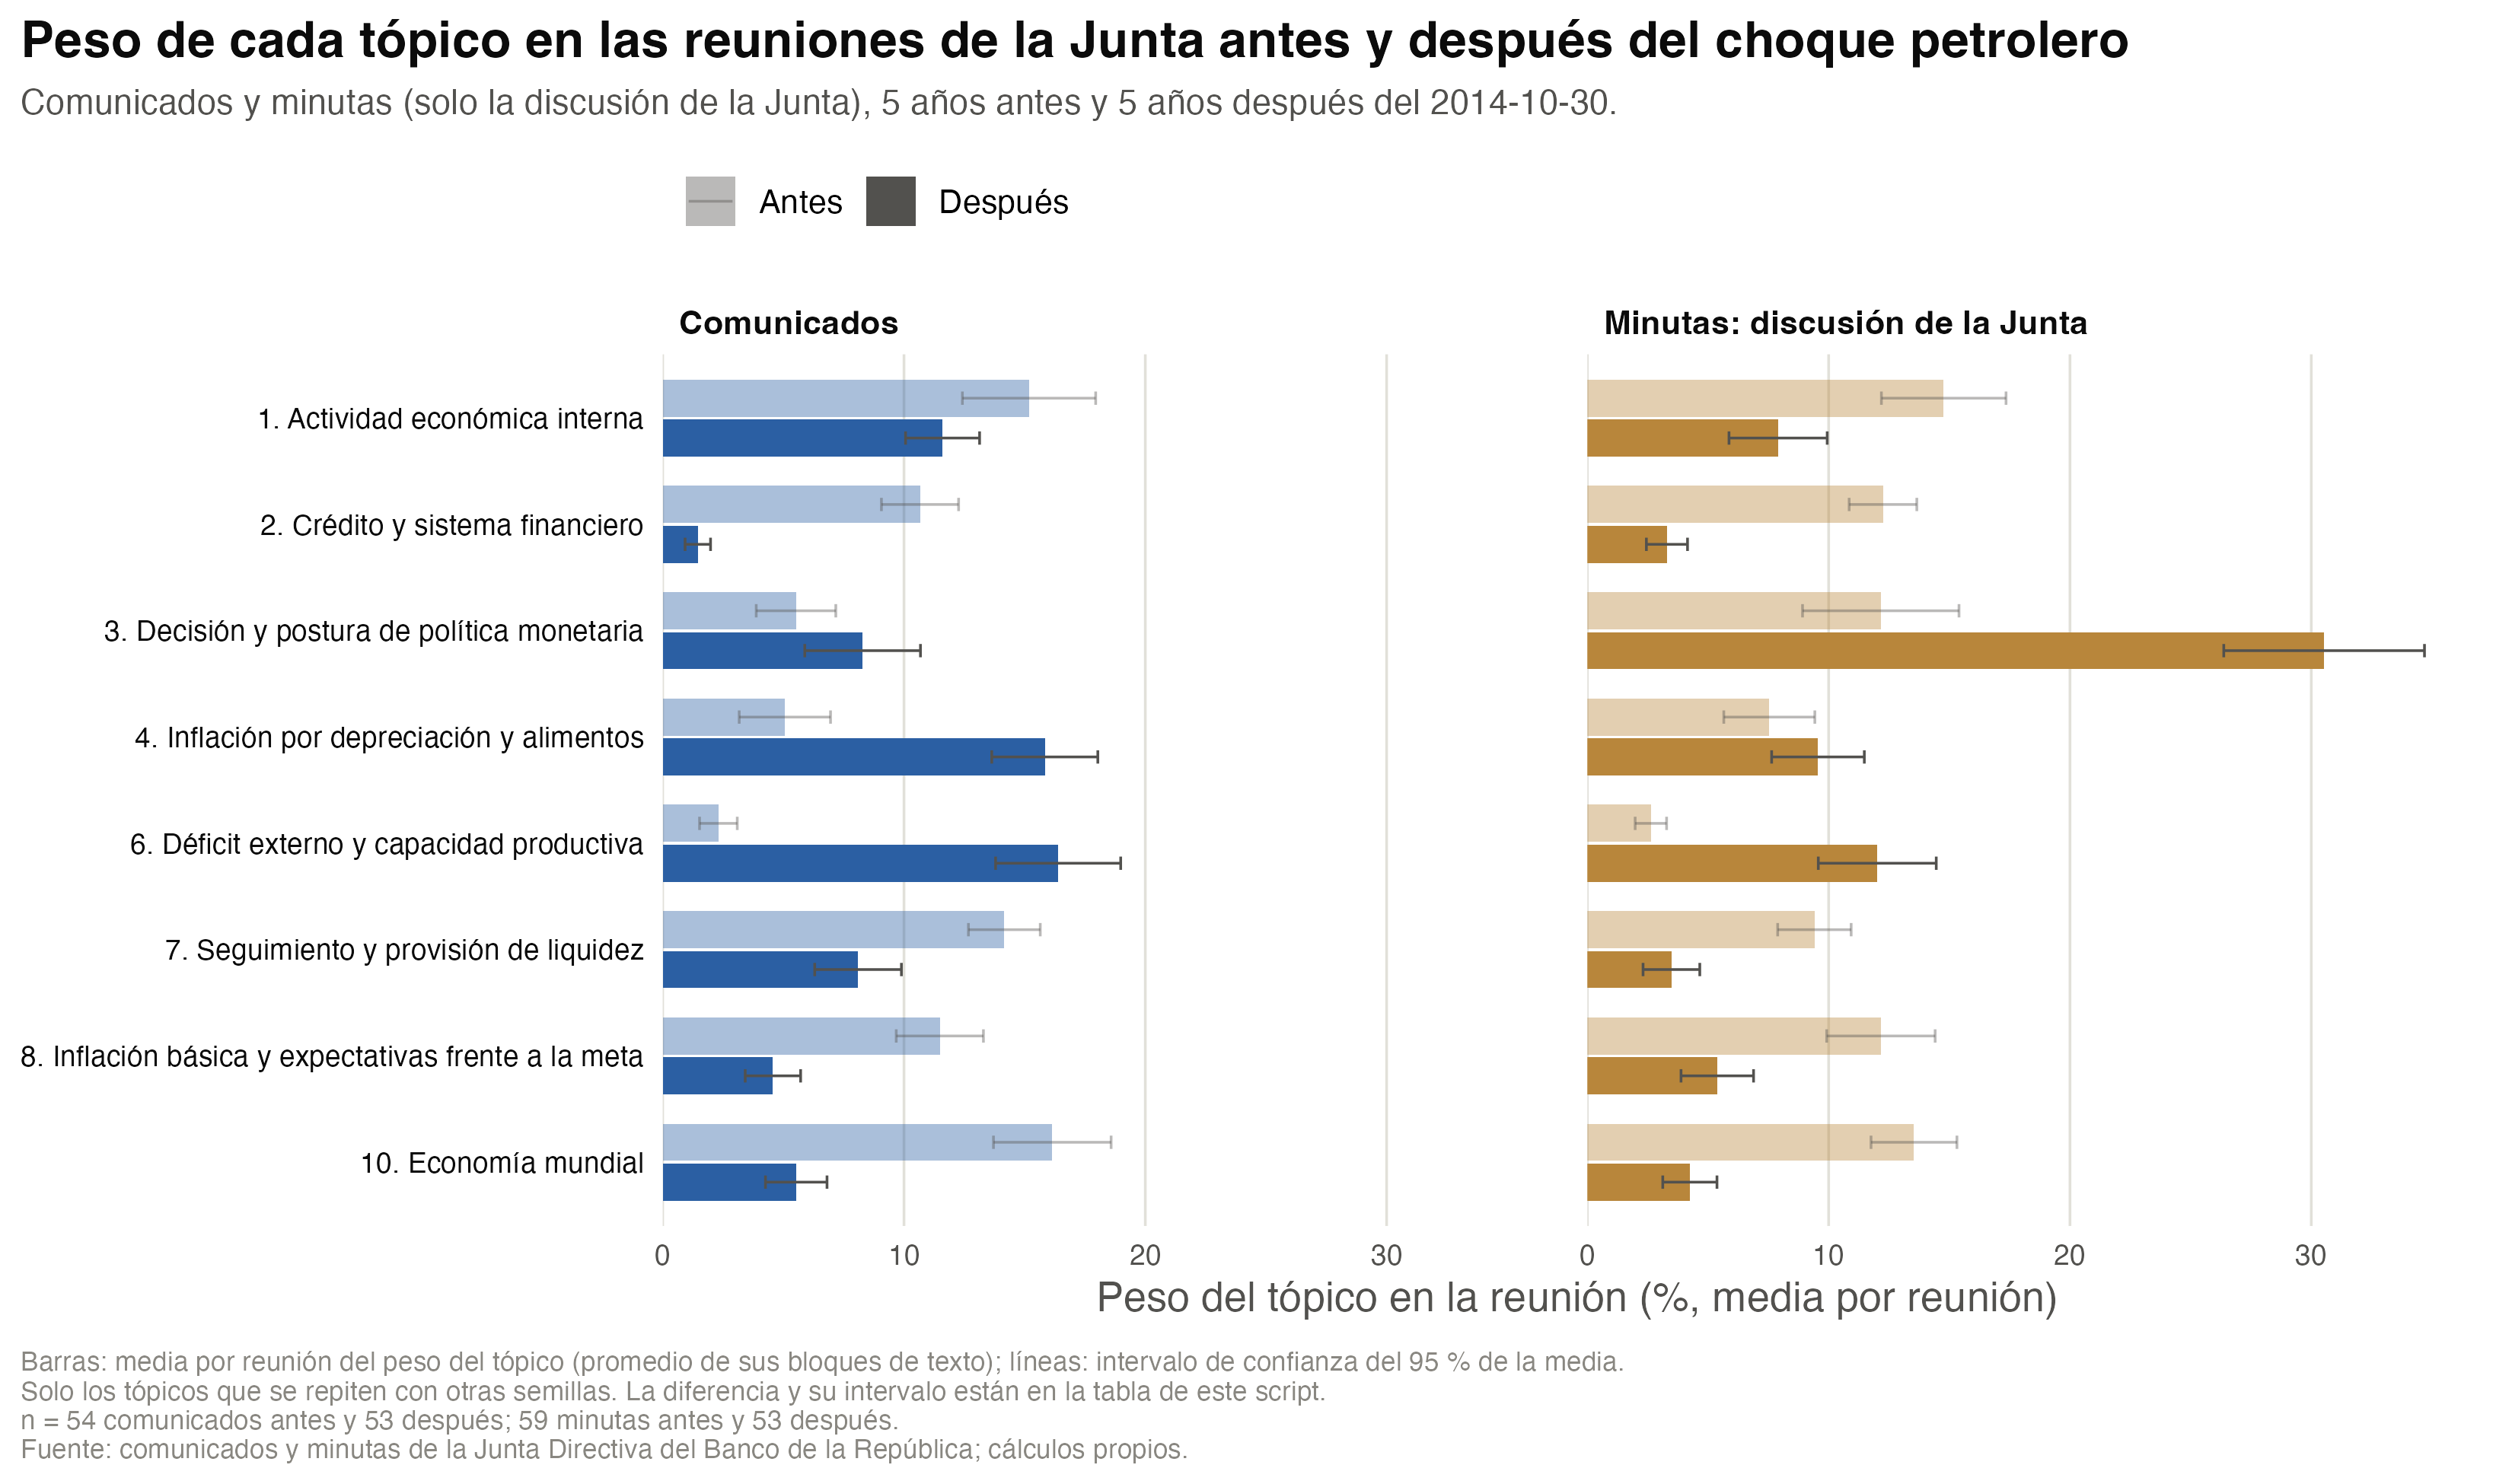 Peso de cada tópico en las reuniones de la Junta antes y después del choque petrolero
Comunicados y minutas (solo la discusión de la Junta), 5 años antes y 5 años después del 2014-10-30.
Antes Después
Comunicados
Minutas: discusión de la Junta
1. Actividad económica interna
2. Crédito y sistema financiero
3. Decisión y postura de política monetaria
4. Inflación por depreciación y alimentos
6. Déficit externo y capacidad productiva
7. Seguimiento y provisión de liquidez
8. Inflación básica y expectativas frente a la meta
10. Economía mundial
0 10 20 30
0 10 20 30
Peso del tópico en la reunión (%, media por reunión)
Barras: media por reunión del peso del tópico (promedio de sus bloques de texto); líneas: intervalo de confianza del 95 % de la media.
Solo los tópicos que se repiten con otras semillas. La diferencia y su intervalo están en la tabla de este script.
n = 54 comunicados antes y 53 después; 59 minutas antes y 53 después.
Fuente: comunicados y minutas de la Junta Directiva del Banco de la República; cálculos propios.